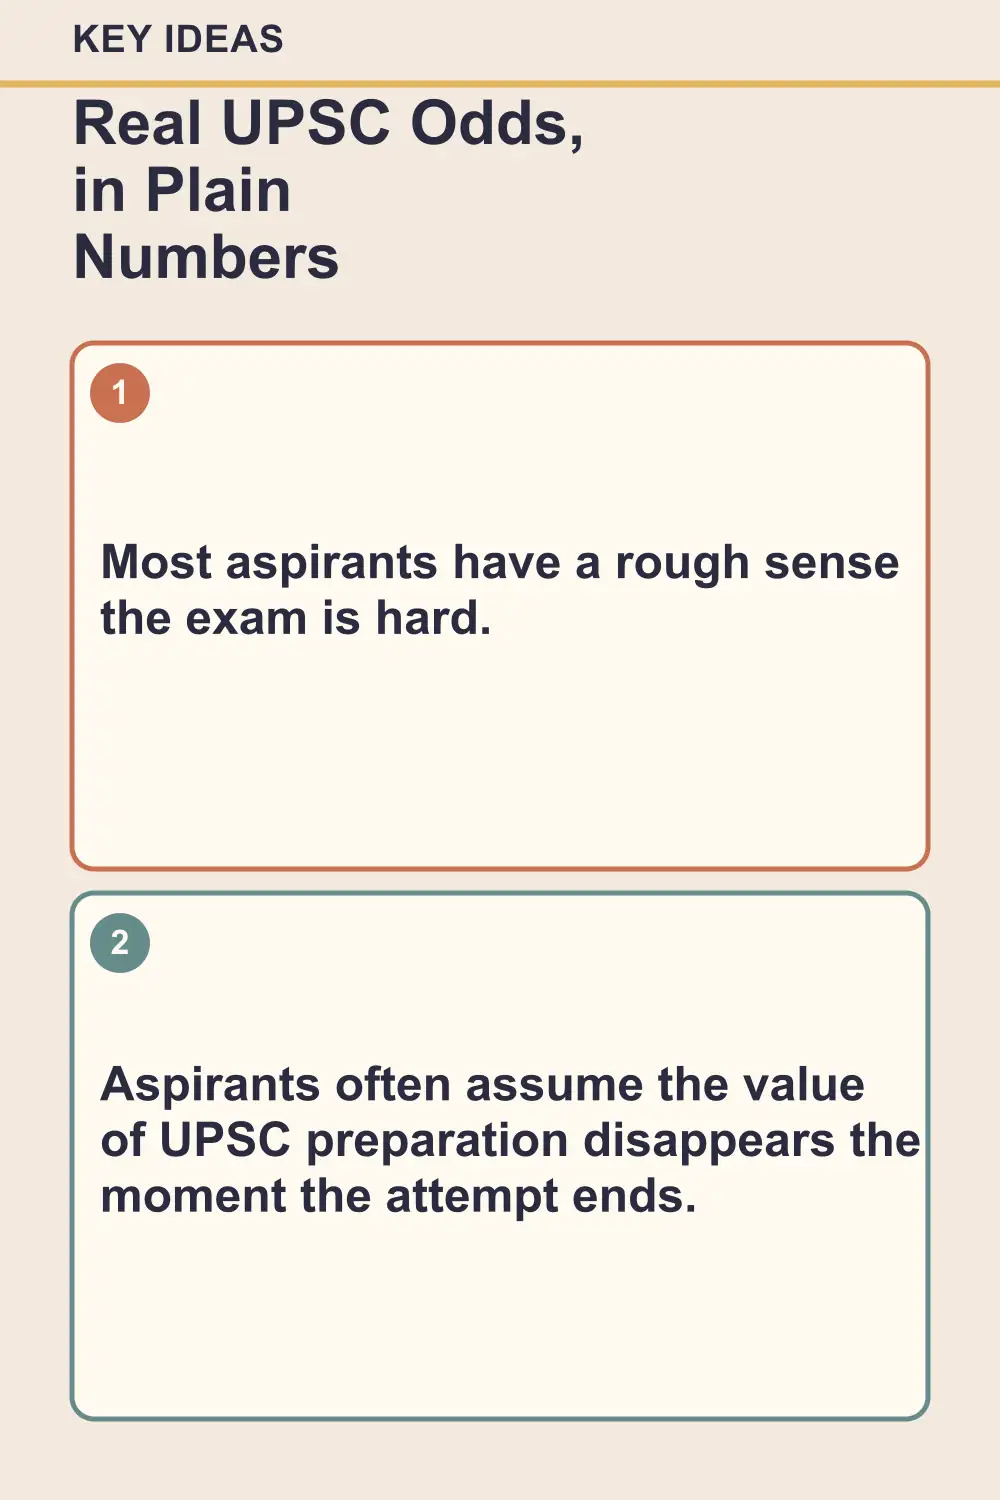 KEY IDEAS
Real UPSC Odds,
in Plain
Numbers
1
Most aspirants have a rough sense
the exam is hard.
2
Aspirants often assume the value
of UPSC preparation disappears the
moment the attempt ends.